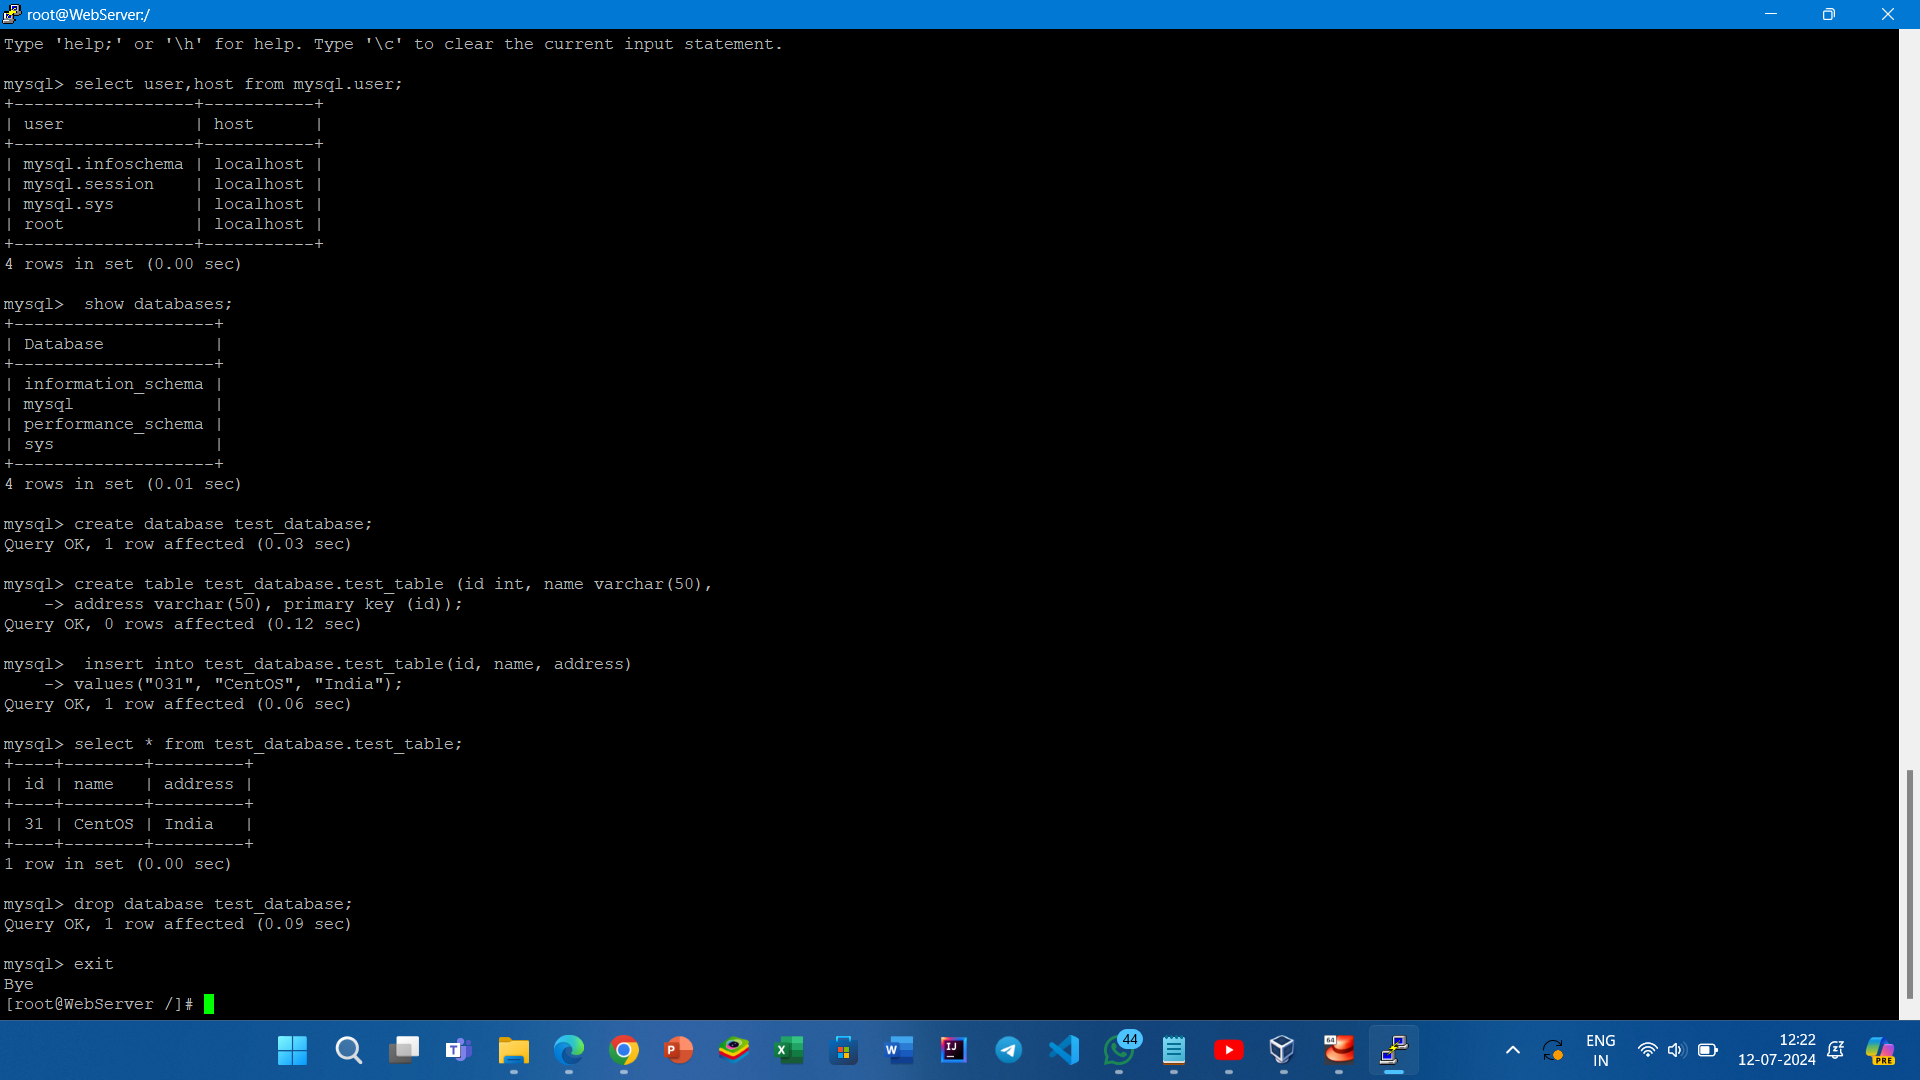 root@WebServer:/
Type 'help;' or '\h' for help. Type '\c' to clear the current input statement.
mysql> select user,host from mysql.user;
+------------------+-----------+
| user             | host      |
+------------------+-----------+
| mysql.infoschema | localhost |
| mysql.session    | localhost |
| mysql.sys        | localhost |
| root             | localhost |
+------------------+-----------+
4 rows in set (0.00 sec)
mysql>  show databases;
+--------------------+
| Database           |
+--------------------+
| information_schema |
| mysql              |
| performance_schema |
| sys                |
+--------------------+
4 rows in set (0.01 sec)
mysql> create database test_database;
Query OK, 1 row affected (0.03 sec)
mysql> create table test_database.test_table (id int, name varchar(50),
    -> address varchar(50), primary key (id));
Query OK, 0 rows affected (0.12 sec)
mysql>  insert into test_database.test_table(id, name, address)
    -> values("031", "CentOS", "India");
Query OK, 1 row affected (0.06 sec)
mysql> select * from test_database.test_table;
+----+--------+---------+
| id | name   | address |
+----+--------+---------+
| 31 | CentOS | India   |
+----+--------+---------+
1 row in set (0.00 sec)
mysql> drop database test_database;
Query OK, 1 row affected (0.09 sec)
mysql> exit
Bye
[root@WebServer /]#
44
64
ENG
IN
12:22
12-07-2024
PRE